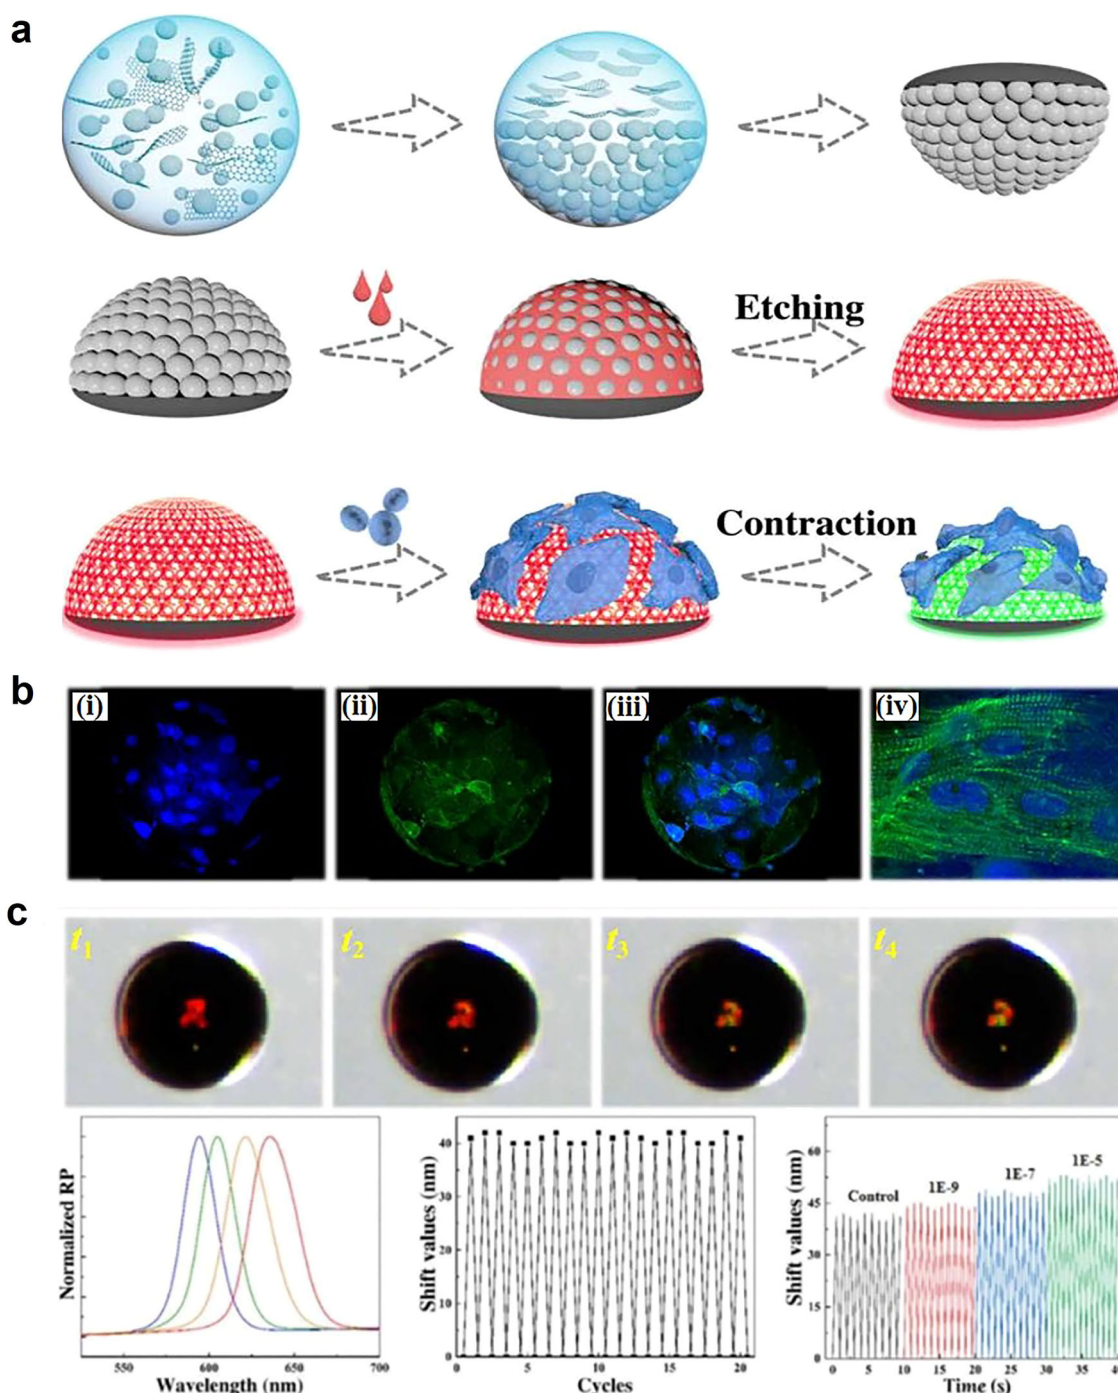 a
Etching
Contraction
b
(i) (ii) (iii) (iv)
c
t1 t2 t3 t4
Normalized RP
550 600 650 700
Wavelength (nm)
Shift values (nm)
40
30
20
10
0
0 5 10 15 20
Cycles
Shift values (nm)
60
45
30
15
0
Control 1E-9 1E-7 1E-5
0 5 10 15 20 25 30 35 40
Time (s)